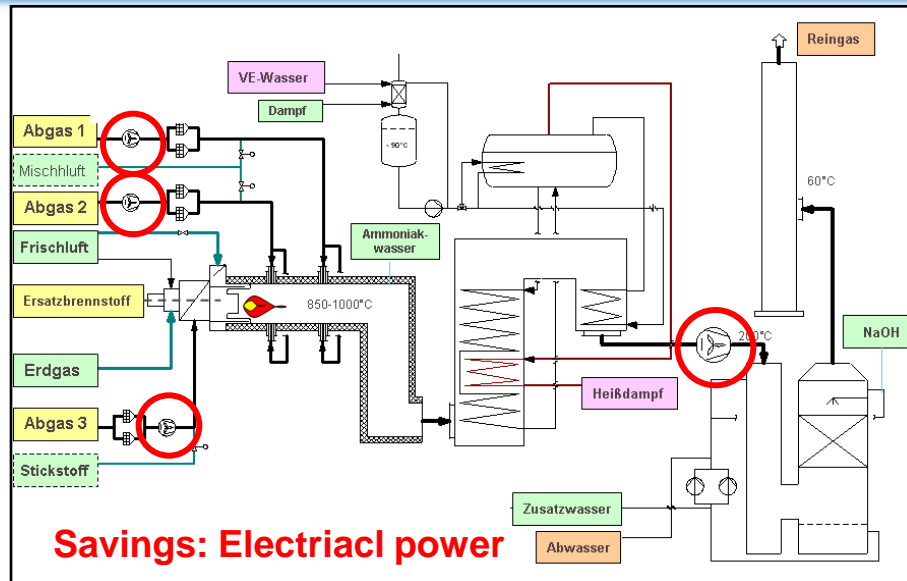 Reingas
VE-Wasser
Dampf
Abgas 1
~90°C
Mischhluft
60°C
Abgas 2
Frischluft
Ammoniak-
wasser
Ersatzbrennstoff
850-1000°C
200°C
NaOH
Erdgas
Heißdampf
Abgas 3
Stickstoff
Zusatzwasser
Abwasser
Savings: Electriacl power